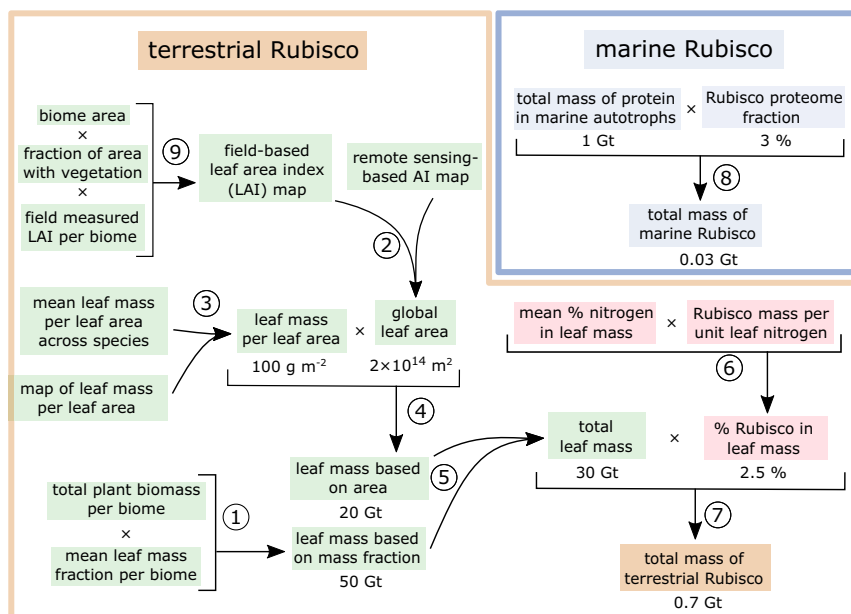 terrestrial Rubisco
biome area
×
fraction of area
with vegetation
×
field measured
LAI per biome
9
field-based
leaf area index
(LAI) map
remote sensing-
based AI map
2
mean leaf mass
per leaf area
across species
map of leaf mass
per leaf area
3
leaf mass
per leaf area
×
global
leaf area
100 g m⁻²
2×10¹⁴ m²
4
leaf mass based
on area
20 Gt
5
total plant biomass
per biome
×
mean leaf mass
fraction per biome
1
leaf mass based
on mass fraction
50 Gt
marine Rubisco
total mass of protein
in marine autotrophs
×
Rubisco proteome
fraction
1 Gt
3 %
8
total mass of
marine Rubisco
0.03 Gt
mean % nitrogen
in leaf mass
×
Rubisco mass per
unit leaf nitrogen
6
total
leaf mass
×
% Rubisco in
leaf mass
30 Gt
2.5 %
7
total mass of
terrestrial Rubisco
0.7 Gt